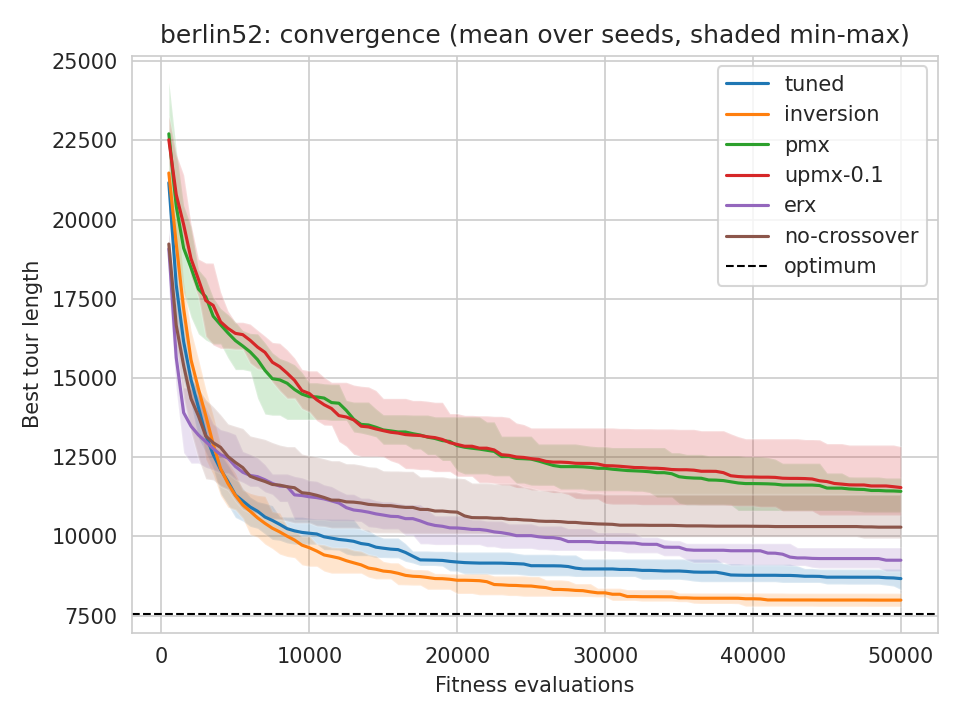 berlin52: convergence (mean over seeds, shaded min-max)
25000
22500
20000
17500
15000
12500
10000
7500
Best tour length
tuned
inversion
pmx
upmx-0.1
erx
no-crossover
optimum
0
10000
20000
30000
40000
50000
Fitness evaluations